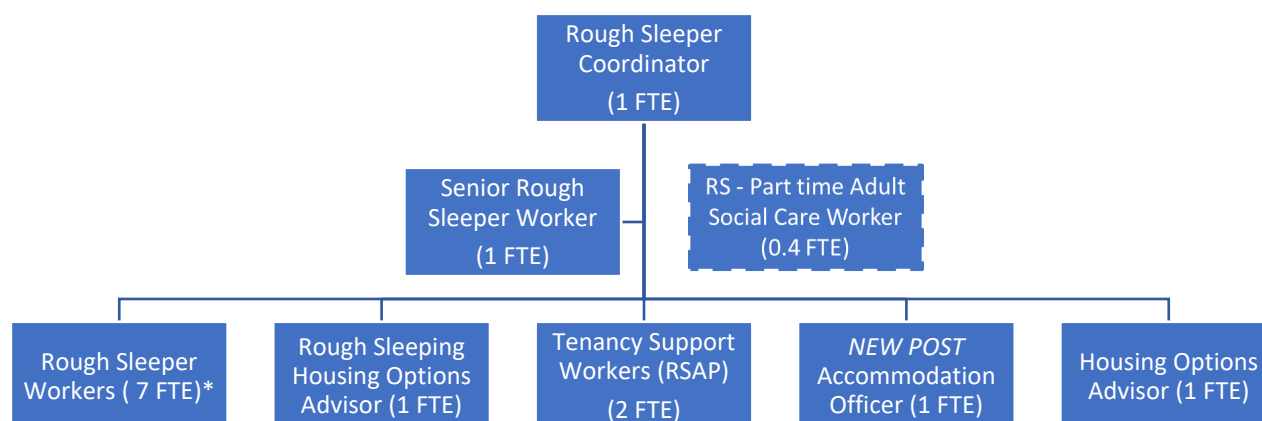 Rough Sleeper
Coordinator
(1 FTE)
Senior Rough
Sleeper Worker
(1 FTE)
RS - Part time Adult
Social Care Worker
(0.4 FTE)
Rough Sleeper
Workers ( 7 FTE)*
Rough Sleeping
Housing Options
Advisor (1 FTE)
Tenancy Support
Workers (RSAP)
(2 FTE)
NEW POST
Accommodation
Officer (1 FTE)
Housing Options
Advisor (1 FTE)